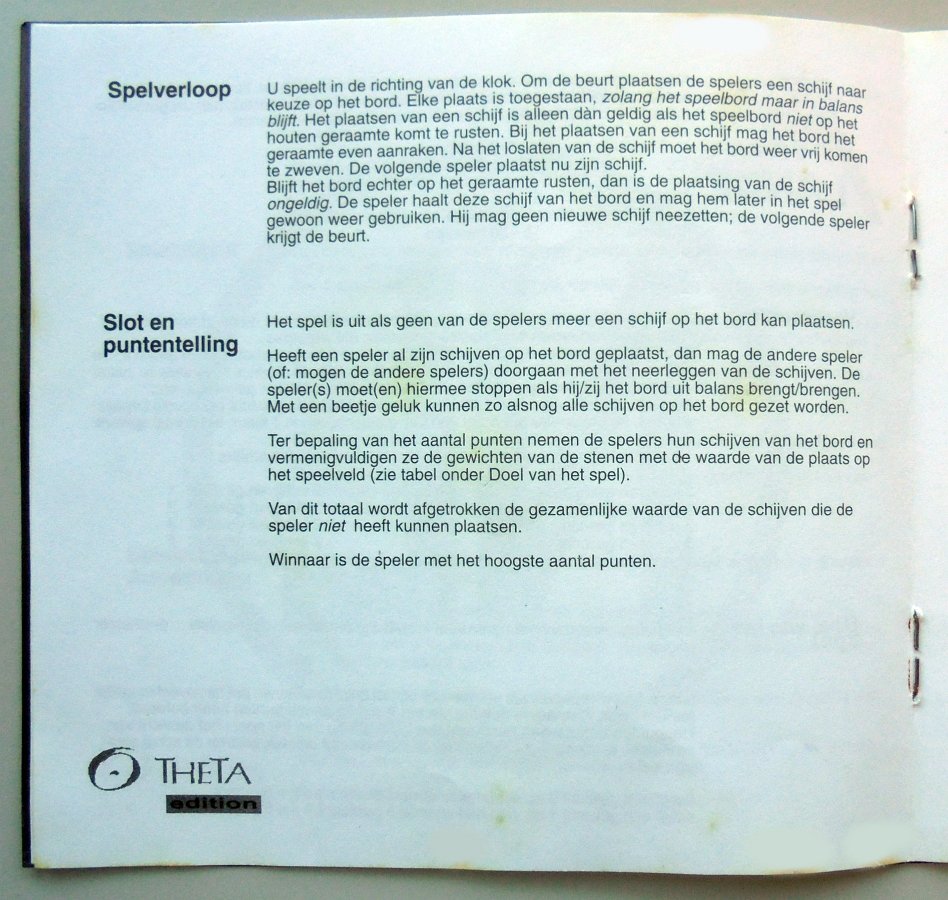 Spelverloop
U speelt in de richting van de klok. Om de beurt plaatsen de spelers een schijf naar
keuze op het bord. Elke plaats is toegestaan, zolang het speelbord maar in balans
blijft. Het plaatsen van een schijf is alleen dàn geldig als het speelbord niet op het
houten geraamte komt te rusten. Bij het plaatsen van een schijf mag het bord het
geraamte even aanraken. Na het loslaten van de schijf moet het bord weer vrij komen
te zweven. De volgende speler plaatst nu zijn schijf.
Blijft het bord echter op het geraamte rusten, dan is de plaatsing van de schijf
ongeldig. De speler haalt deze schijf van het bord en mag hem later in het spel
gewoon weer gebruiken. Hij mag geen nieuwe schijf neezetten; de volgende speler
krijgt de beurt.
Slot en
puntentelling
Het spel is uit als geen van de spelers meer een schijf op het bord kan plaatsen.
Heeft een speler al zijn schijven op het bord geplaatst, dan mag de andere speler
(of: mogen de andere spelers) doorgaan met het neerleggen van de schijven. De
speler(s) moet(en) hiermee stoppen als hij/zij het bord uit balans brengt/brengen.
Met een beetje geluk kunnen zo alsnog alle schijven op het bord gezet worden.
Ter bepaling van het aantal punten nemen de spelers hun schijven van het bord en
vermenigvuldigen ze de gewichten van de stenen met de waarde van de plaats op
het speelveld (zie tabel onder Doel van het spel).
Van dit totaal wordt afgetrokken de gezamenlijke waarde van de schijven die de
speler niet heeft kunnen plaatsen.
Winnaar is de speler met het hoogste aantal punten.
THETA
edition